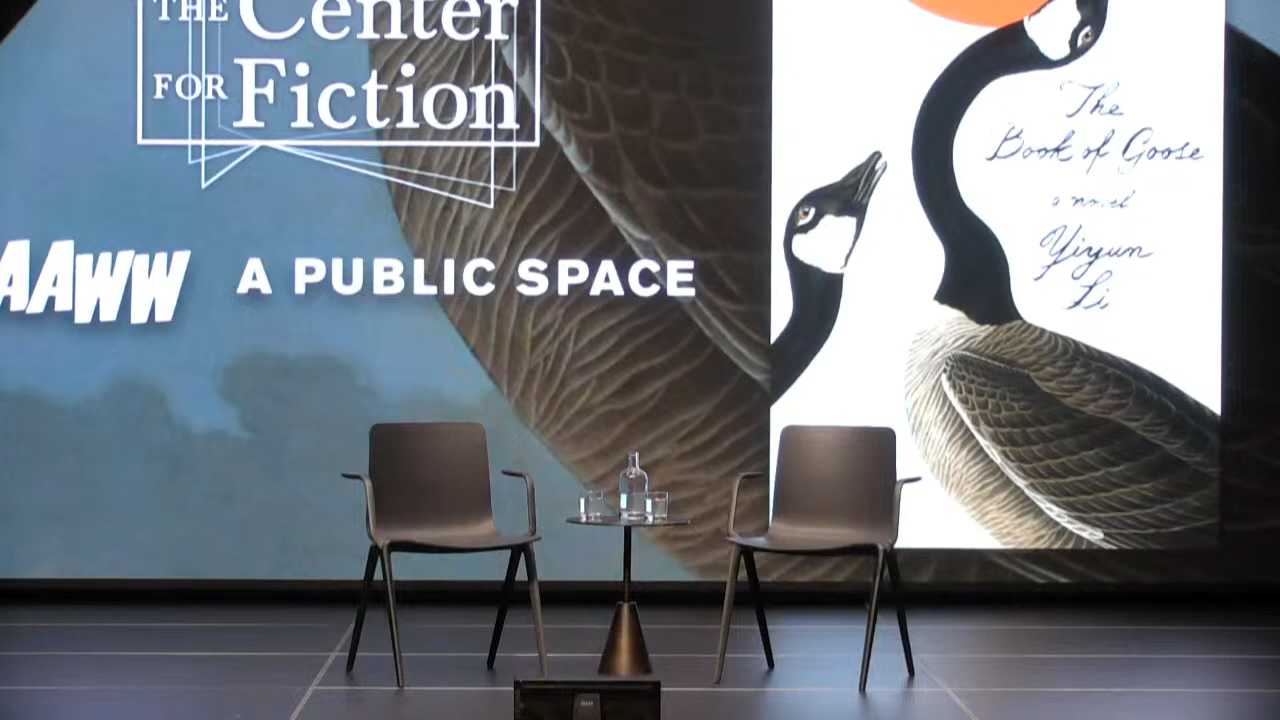 THE Center
FOR Fiction
AAWW
A PUBLIC SPACE
The
Book of Goose
a novel
Yiyun
Li